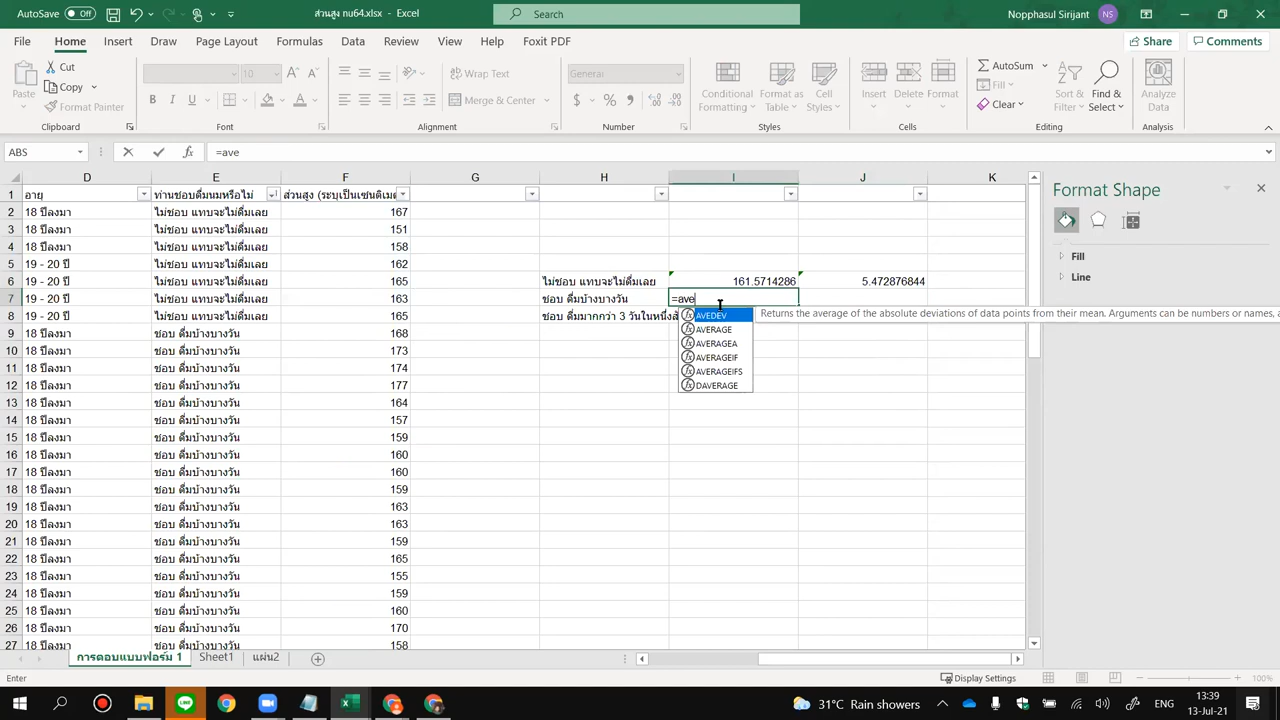 AutoSave Off ส่วนสูง nu64.xlsx - Excel Search Nopphasul Sirijant NS
File Home Insert Draw Page Layout Formulas Data Review View Help Foxit PDF Share Comments
Cut
Copy
Format Painter
Paste
Clipboard
10
B I U
Font
Wrap Text
Merge & Center
Alignment
General
Number
Conditional Formatting
Format as Table
Cell Styles
Styles
Insert Delete Format
Cells
AutoSum
Fill
Clear
Sort & Filter
Find & Select
Editing
Analyze Data
Analysis
ABS fx =ave
D E F G H I J K
1 อายุ ท่านชอบดื่มนมหรือไม่ ส่วนสูง (ระบุเป็นเซนติเมต
2 18 ปีลงมา ไม่ชอบ แทบจะไม่ดื่มเลย 167
3 18 ปีลงมา ไม่ชอบ แทบจะไม่ดื่มเลย 151
4 18 ปีลงมา ไม่ชอบ แทบจะไม่ดื่มเลย 158
5 19 - 20 ปี ไม่ชอบ แทบจะไม่ดื่มเลย 162
6 19 - 20 ปี ไม่ชอบ แทบจะไม่ดื่มเลย 165 ไม่ชอบ แทบจะไม่ดื่มเลย 161.5714286 5.472876844
7 19 - 20 ปี ไม่ชอบ แทบจะไม่ดื่มเลย 163 ชอบ ดื่มบ้างบางวัน =ave
8 19 - 20 ปี ไม่ชอบ แทบจะไม่ดื่มเลย 165 ชอบ ดื่มมากกว่า 3 วันในหนึ่งสั
9 18 ปีลงมา ชอบ ดื่มบ้างบางวัน 168
10 18 ปีลงมา ชอบ ดื่มบ้างบางวัน 173
11 18 ปีลงมา ชอบ ดื่มบ้างบางวัน 174
12 18 ปีลงมา ชอบ ดื่มบ้างบางวัน 177
13 18 ปีลงมา ชอบ ดื่มบ้างบางวัน 164
14 18 ปีลงมา ชอบ ดื่มบ้างบางวัน 157
15 18 ปีลงมา ชอบ ดื่มบ้างบางวัน 159
16 18 ปีลงมา ชอบ ดื่มบ้างบางวัน 160
17 18 ปีลงมา ชอบ ดื่มบ้างบางวัน 160
18 18 ปีลงมา ชอบ ดื่มบ้างบางวัน 159
19 18 ปีลงมา ชอบ ดื่มบ้างบางวัน 163
20 18 ปีลงมา ชอบ ดื่มบ้างบางวัน 163
21 18 ปีลงมา ชอบ ดื่มบ้างบางวัน 159
22 18 ปีลงมา ชอบ ดื่มบ้างบางวัน 165
23 18 ปีลงมา ชอบ ดื่มบ้างบางวัน 155
24 18 ปีลงมา ชอบ ดื่มบ้างบางวัน 159
25 18 ปีลงมา ชอบ ดื่มบ้างบางวัน 160
26 18 ปีลงมา ชอบ ดื่มบ้างบางวัน 170
27 18 ปีลงมา ชอบ ดื่มบ้างบางวัน 158
AVEDEV
AVERAGE
AVERAGEA
AVERAGEIF
AVERAGEIFS
DAVERAGE
Returns the average of the absolute deviations of data points from their mean. Arguments can be numbers or names, a
Format Shape
Fill
Line
การตอบแบบฟอร์ม 1 Sheet1 แผ่น2
Enter Display Settings 100%
31°C Rain showers ENG 13:39
13-Jul-21